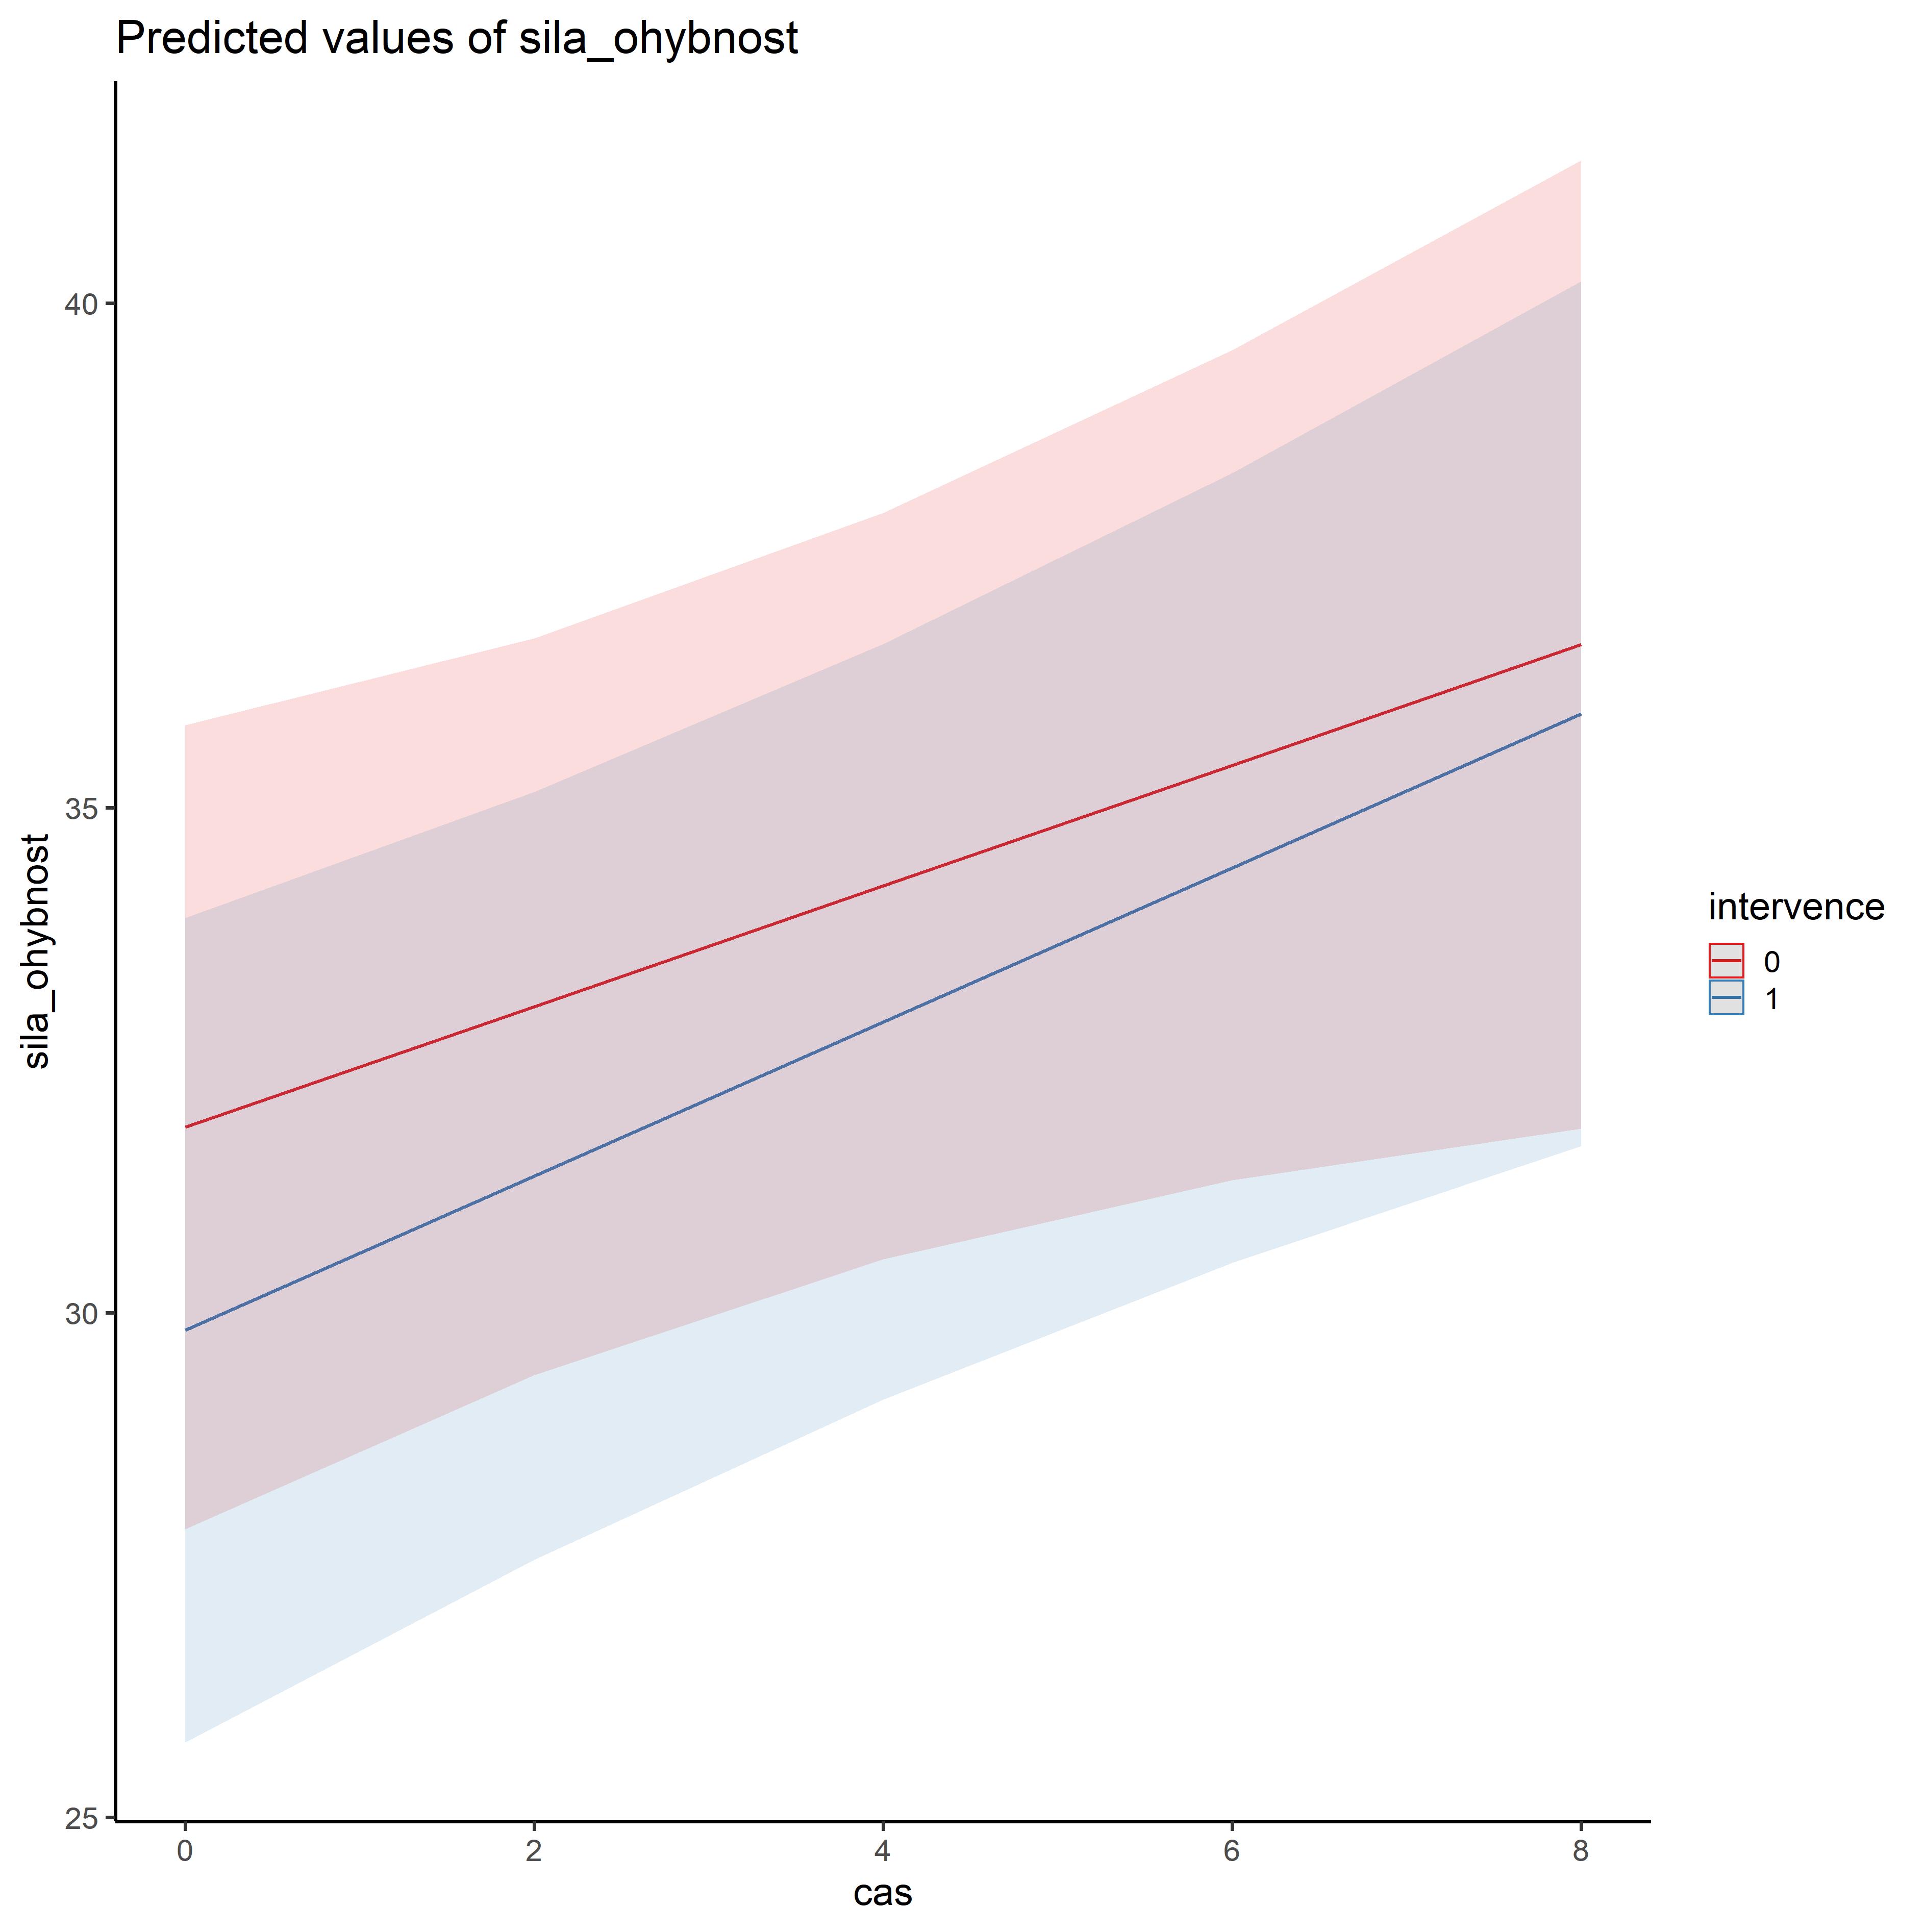 Predicted values of sila_ohybnost
40
35
30
25
sila_ohybnost
0 2 4 6 8
cas
intervence
0
1